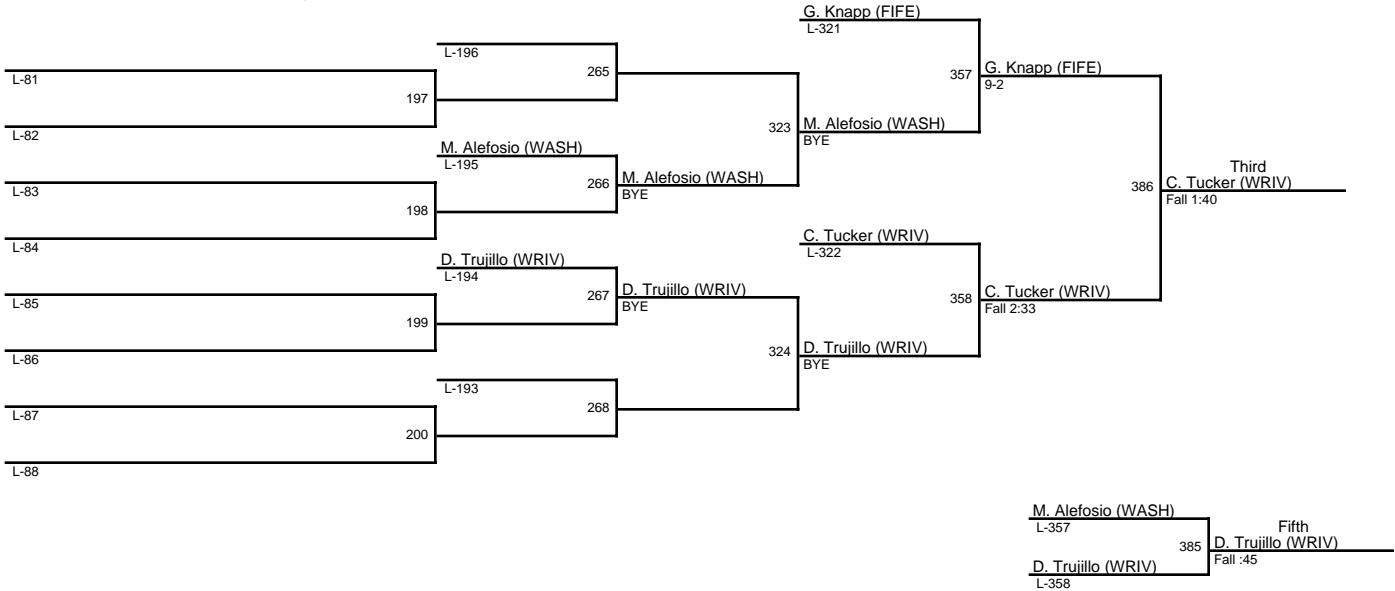 G. Knapp (FIFE)
L-321
L-196
265
357
G. Knapp (FIFE)
9-2
L-81
197
323
M. Alefosio (WASH)
BYE
L-82
M. Alefosio (WASH)
L-195
266
M. Alefosio (WASH)
BYE
L-83
198
386
Third
C. Tucker (WRIV)
Fall 1:40
L-84
C. Tucker (WRIV)
L-322
D. Trujillo (WRIV)
L-194
267
D. Trujillo (WRIV)
BYE
358
C. Tucker (WRIV)
Fall 2:33
L-85
199
324
D. Trujillo (WRIV)
BYE
L-86
L-193
268
L-87
200
L-88
M. Alefosio (WASH)
L-357
385
Fifth
D. Trujillo (WRIV)
Fall :45
D. Trujillo (WRIV)
L-358